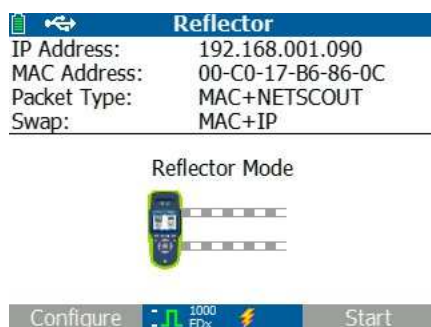 Reflector
IP Address: 192.168.001.090
MAC Address: 00-C0-17-B6-86-0C
Packet Type: MAC+NETSCOUT
Swap: MAC+IP
Reflector Mode
Configure 1000 FDx Start